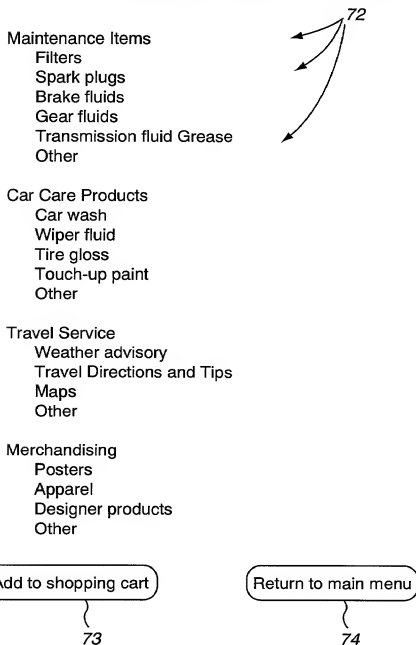 72
Maintenance Items
Filters
Spark plugs
Brake fluids
Gear fluids
Transmission fluid Grease
Other
Car Care Products
Car wash
Wiper fluid
Tire gloss
Touch-up paint
Other
Travel Service
Weather advisory
Travel Directions and Tips
Maps
Other
Merchandising
Posters
Apparel
Designer products
Other
Add to shopping cart
Return to main menu
73
74